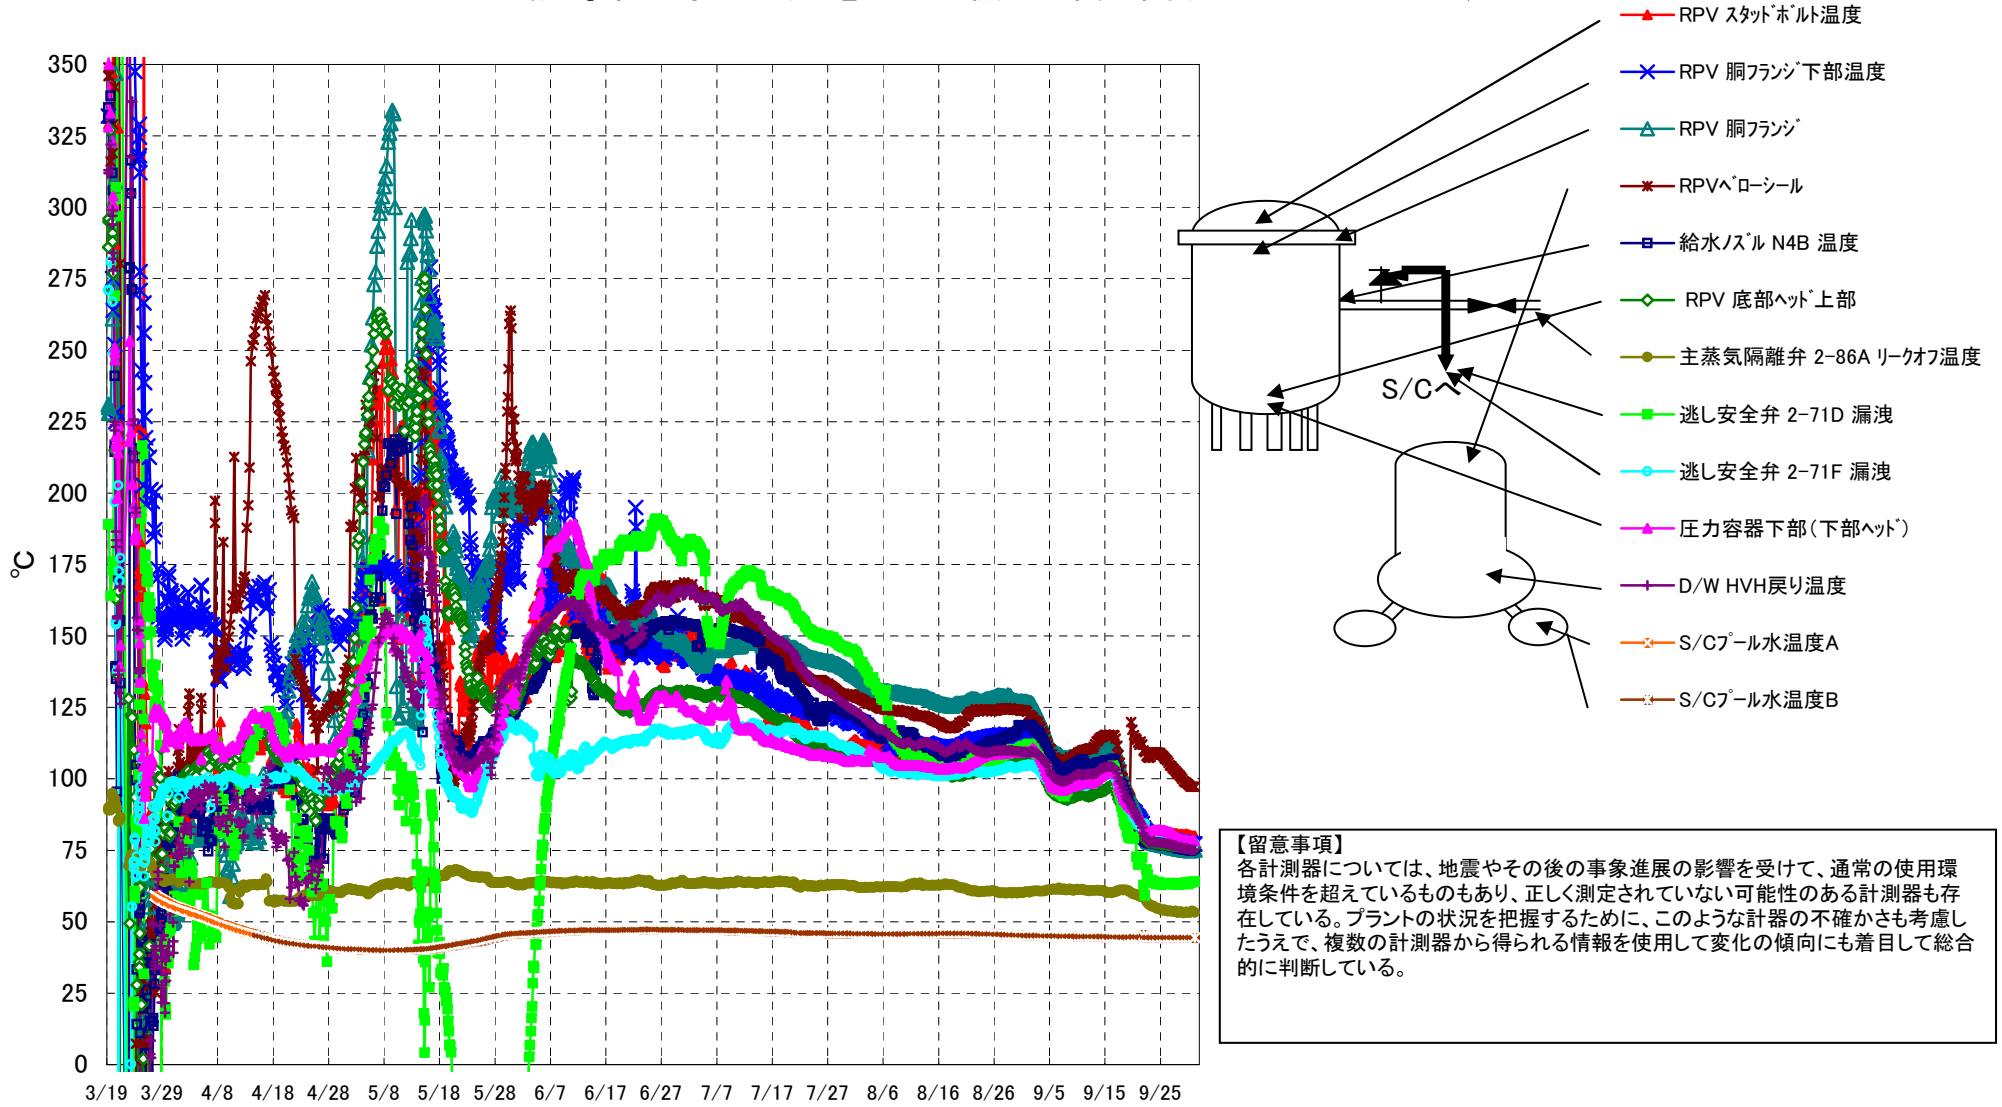 RPV スタッドボルト温度
RPV 胴フランジ下部温度
RPV 胴フランジ
RPVベローシール
給水ノズル N4B 温度
RPV 底部ヘッド上部
主蒸気隔離弁 2-86A リークオフ温度
逃し安全弁 2-71D 漏洩
逃し安全弁 2-71F 漏洩
圧力容器下部(下部ヘッド)
D/W HVH戻り温度
S/Cプール水温度A
S/Cプール水温度B
350
325
300
275
250
225
200
175
150
125
100
75
50
25
0
℃
3/19 3/29 4/8 4/18 4/28 5/8 5/18 5/28 6/7 6/17 6/27 7/7 7/17 7/27 8/6 8/16 8/26 9/5 9/15 9/25
S/Cへ
【留意事項】
各計測器については、地震やその後の事象進展の影響を受けて、通常の使用環
境条件を超えているものもあり、正しく測定されていない可能性のある計測器も存
在している。プラントの状況を把握するために、このような計器の不確かさも考慮し
たうえで、複数の計測器から得られる情報を使用して変化の傾向にも着目して総合
的に判断している。